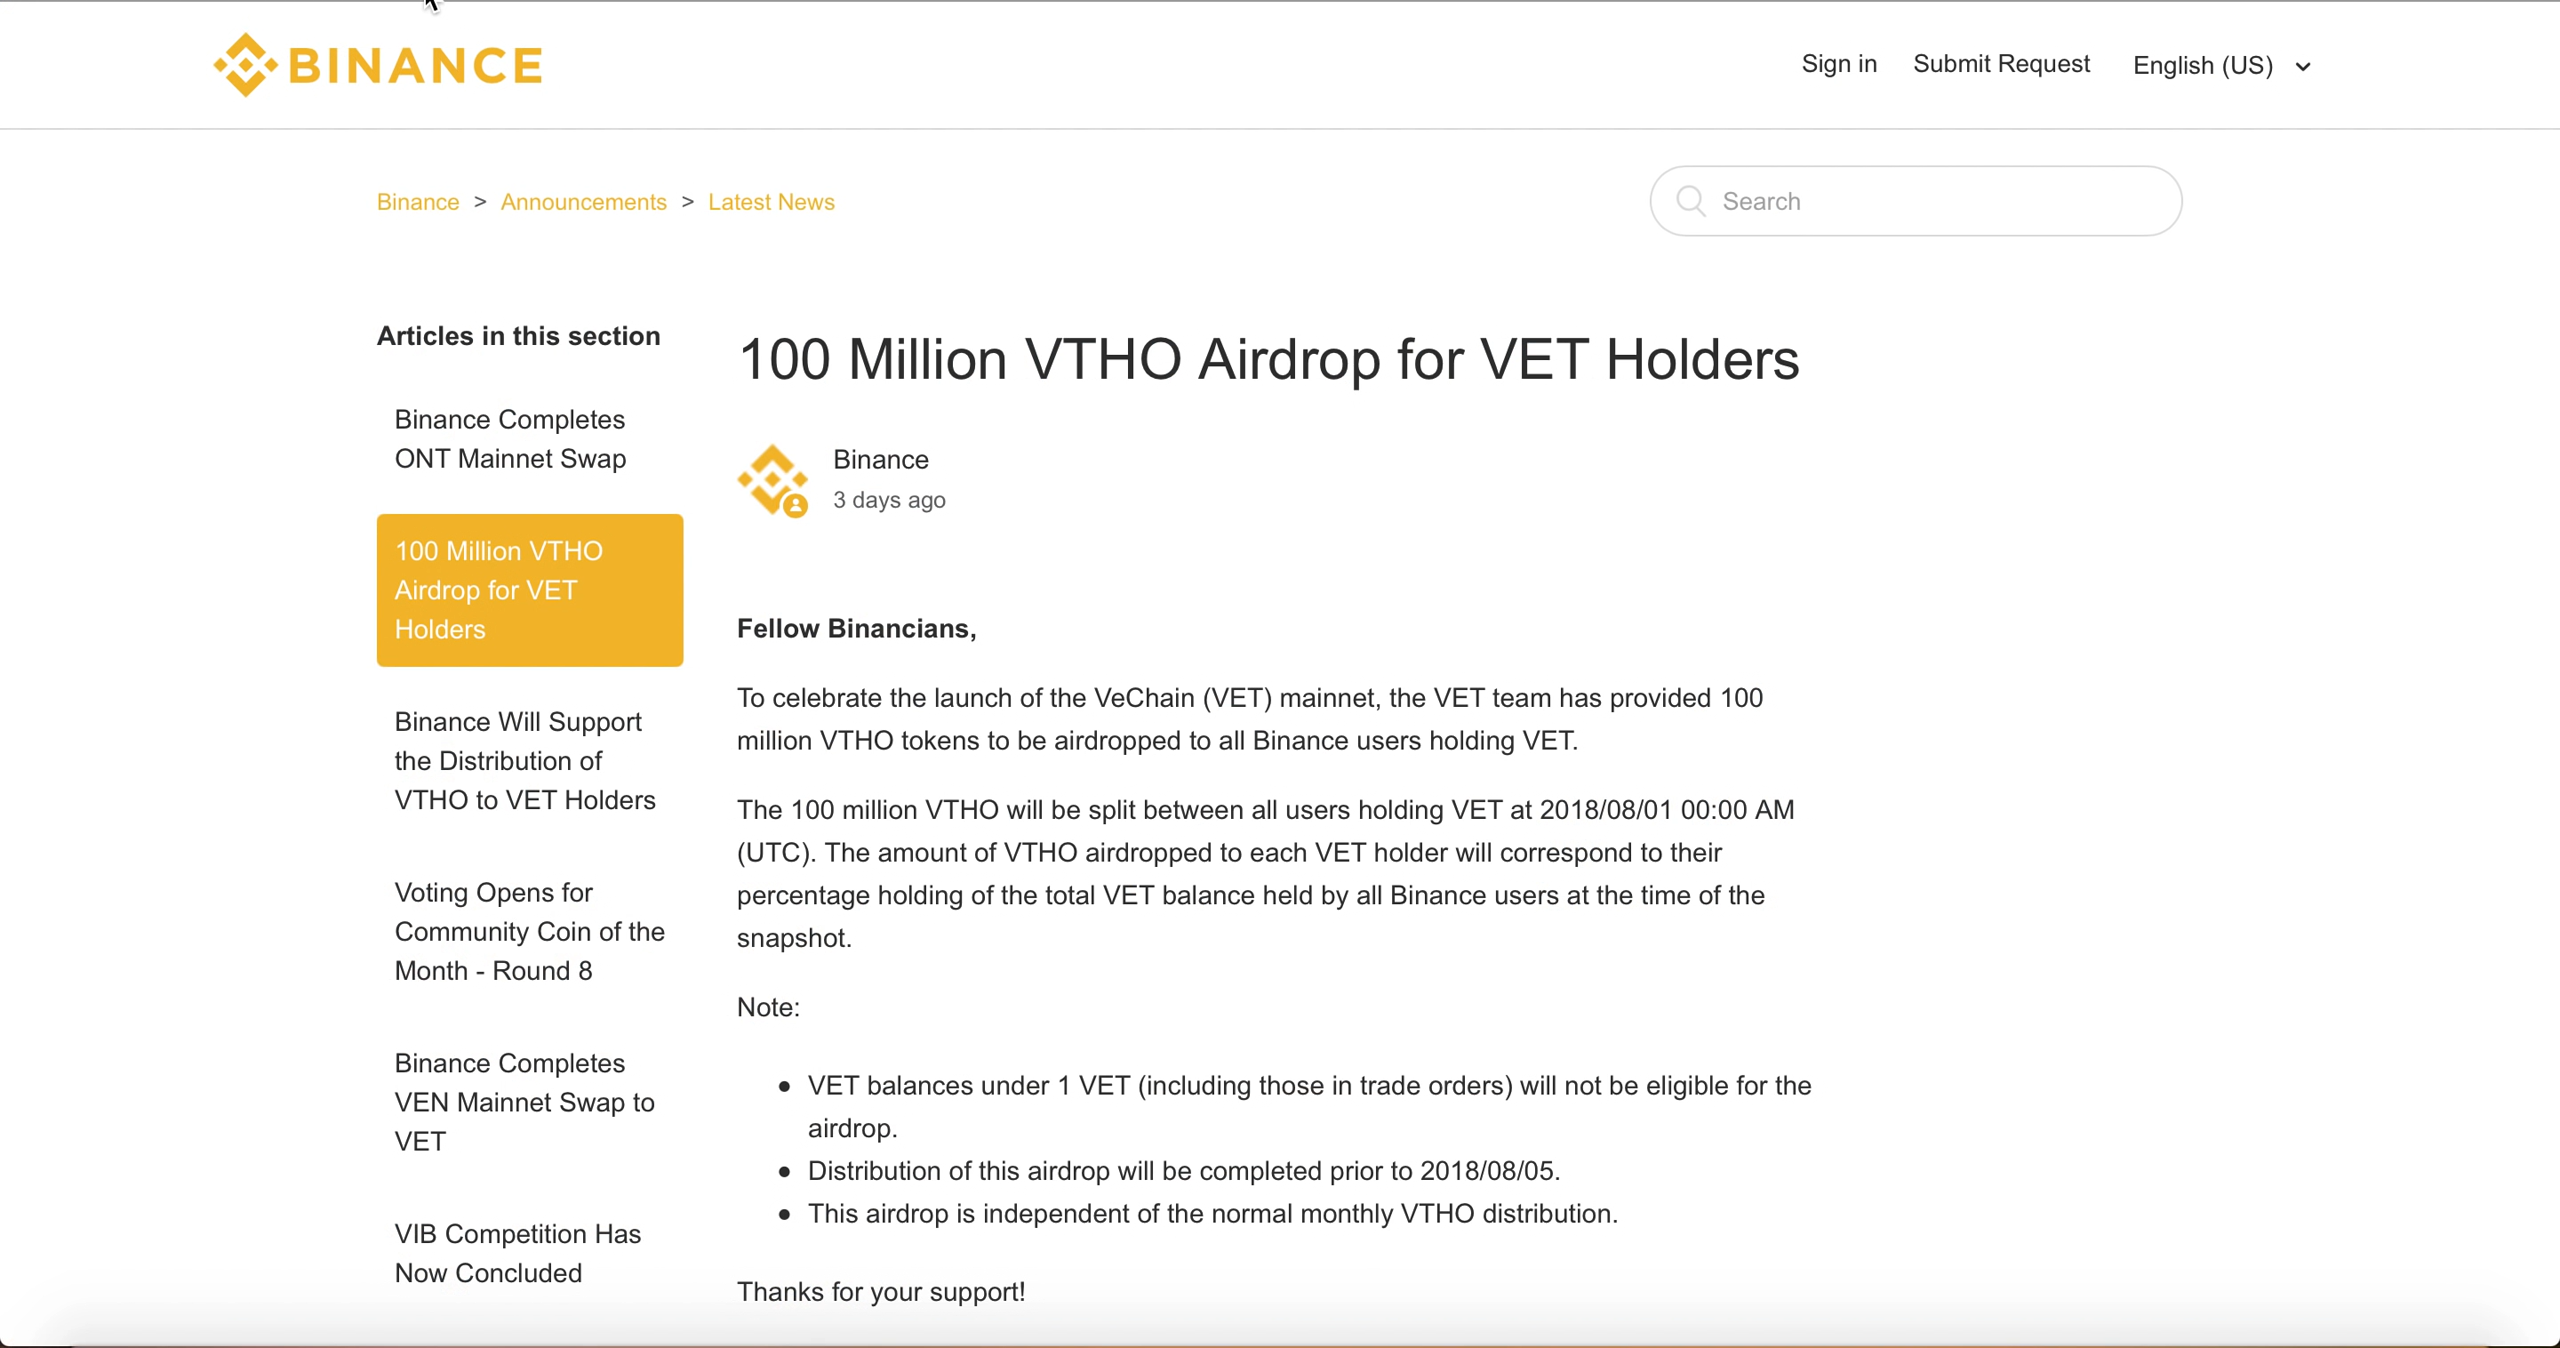 BINANCE
Sign in
Submit Request
English (US)
Binance > Announcements > Latest News
Search
Articles in this section
Binance Completes
ONT Mainnet Swap
100 Million VTHO
Airdrop for VET
Holders
Binance Will Support
the Distribution of
VTHO to VET Holders
Voting Opens for
Community Coin of the
Month - Round 8
Binance Completes
VEN Mainnet Swap to
VET
VIB Competition Has
Now Concluded
100 Million VTHO Airdrop for VET Holders
Binance
3 days ago
Fellow Binancians,
To celebrate the launch of the VeChain (VET) mainnet, the VET team has provided 100
million VTHO tokens to be airdropped to all Binance users holding VET.
The 100 million VTHO will be split between all users holding VET at 2018/08/01 00:00 AM
(UTC). The amount of VTHO airdropped to each VET holder will correspond to their
percentage holding of the total VET balance held by all Binance users at the time of the
snapshot.
Note:
● VET balances under 1 VET (including those in trade orders) will not be eligible for the
airdrop.
● Distribution of this airdrop will be completed prior to 2018/08/05.
● This airdrop is independent of the normal monthly VTHO distribution.
Thanks for your support!